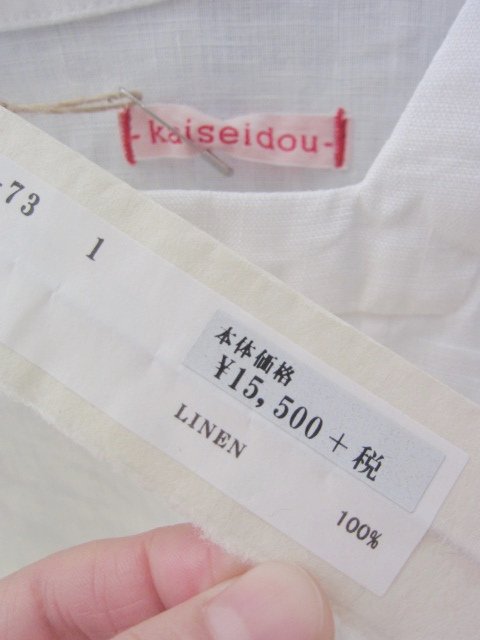 - kaiseidou -
-73
1
本体価格
¥15,500+税
LINEN
100%